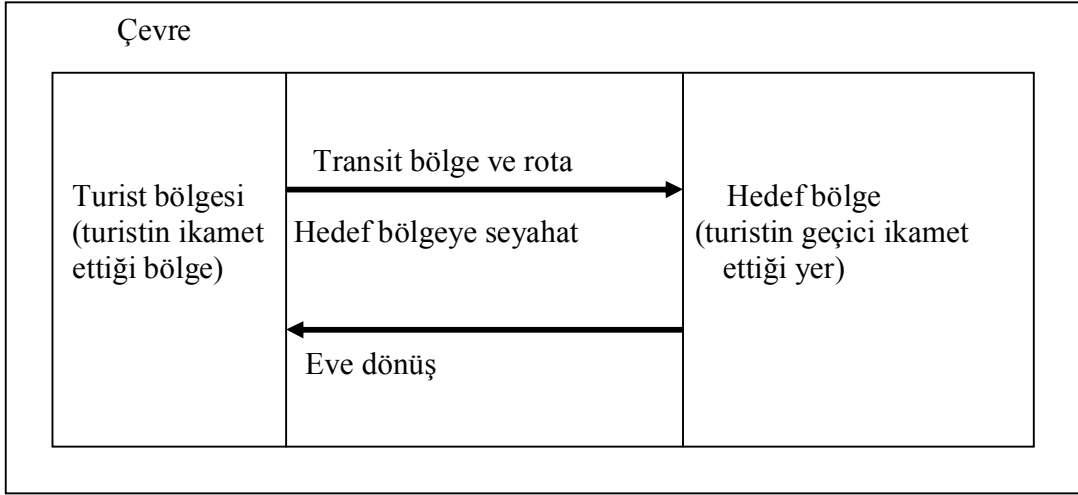 Çevre
Transit bölge ve rota
Turist bölgesi
(turistin ikamet
ettiği bölge)
Hedef bölgeye seyahat
Hedef bölge
(turistin geçici ikamet
ettiği yer)
Eve dönüş